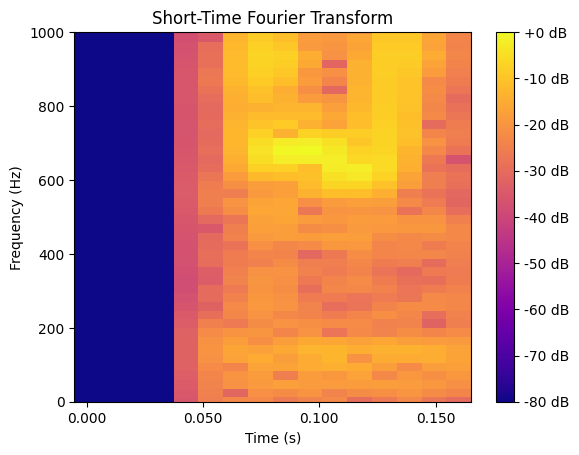 Short-Time Fourier Transform
1000
800
600
400
200
0
Frequency (Hz)
0.000
0.050
0.100
0.150
Time (s)
+0 dB
-10 dB
-20 dB
-30 dB
-40 dB
-50 dB
-60 dB
-70 dB
-80 dB